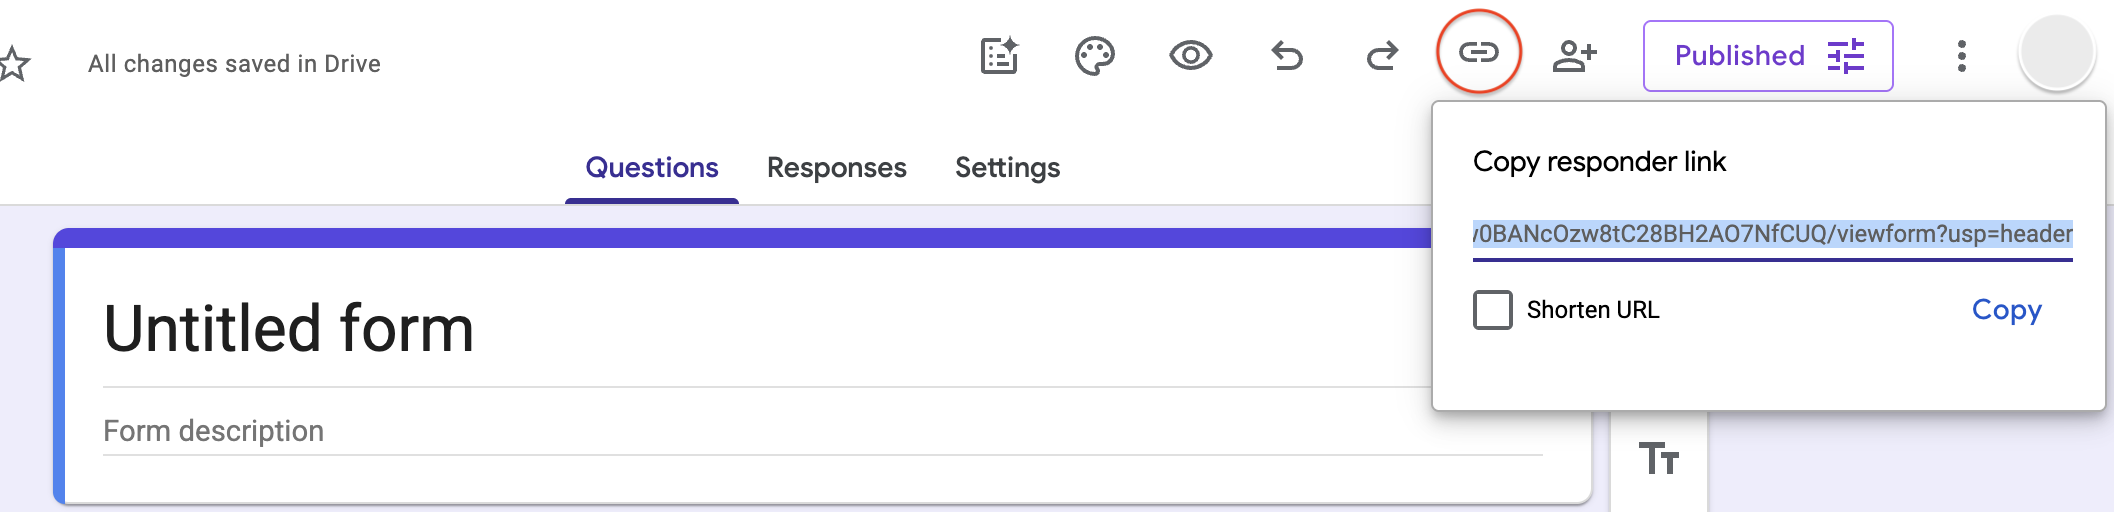 All changes saved in Drive
Published
Questions Responses Settings
Copy responder link
0BANcOzw8tC28BH2AO7NfCUQ/viewform?usp=header
Shorten URL
Copy
Untitled form
Form description
Tт